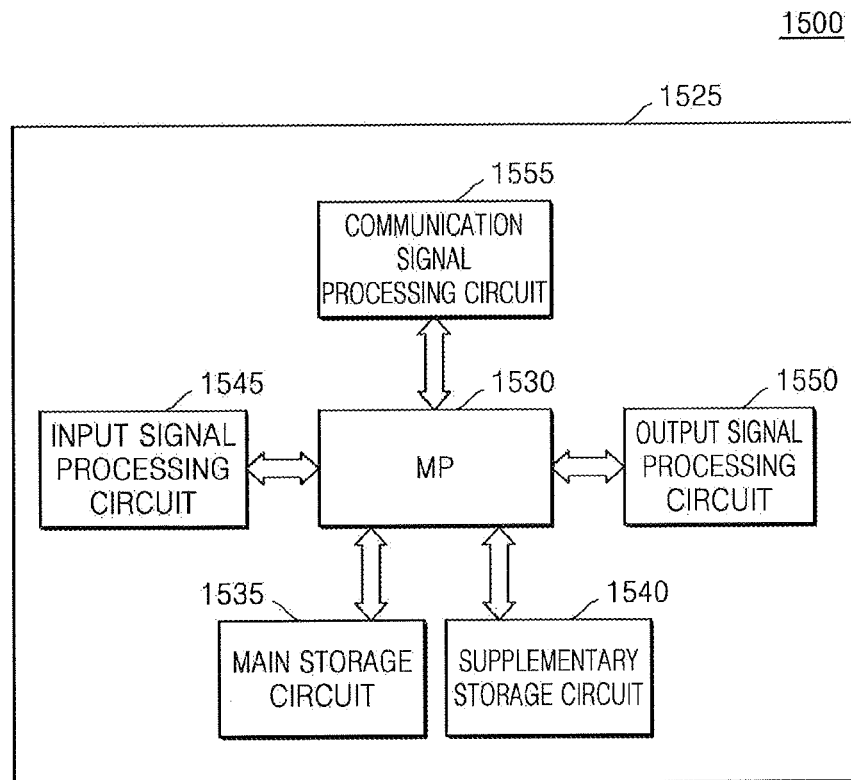 1500
1525
1555
COMMUNICATION
SIGNAL
PROCESSING CIRCUIT
1545
INPUT SIGNAL
PROCESSING
CIRCUIT
1530
MP
1550
OUTPUT SIGNAL
PROCESSING
CIRCUIT
1535
MAIN STORAGE
CIRCUIT
1540
SUPPLEMENTARY
STORAGE CIRCUIT